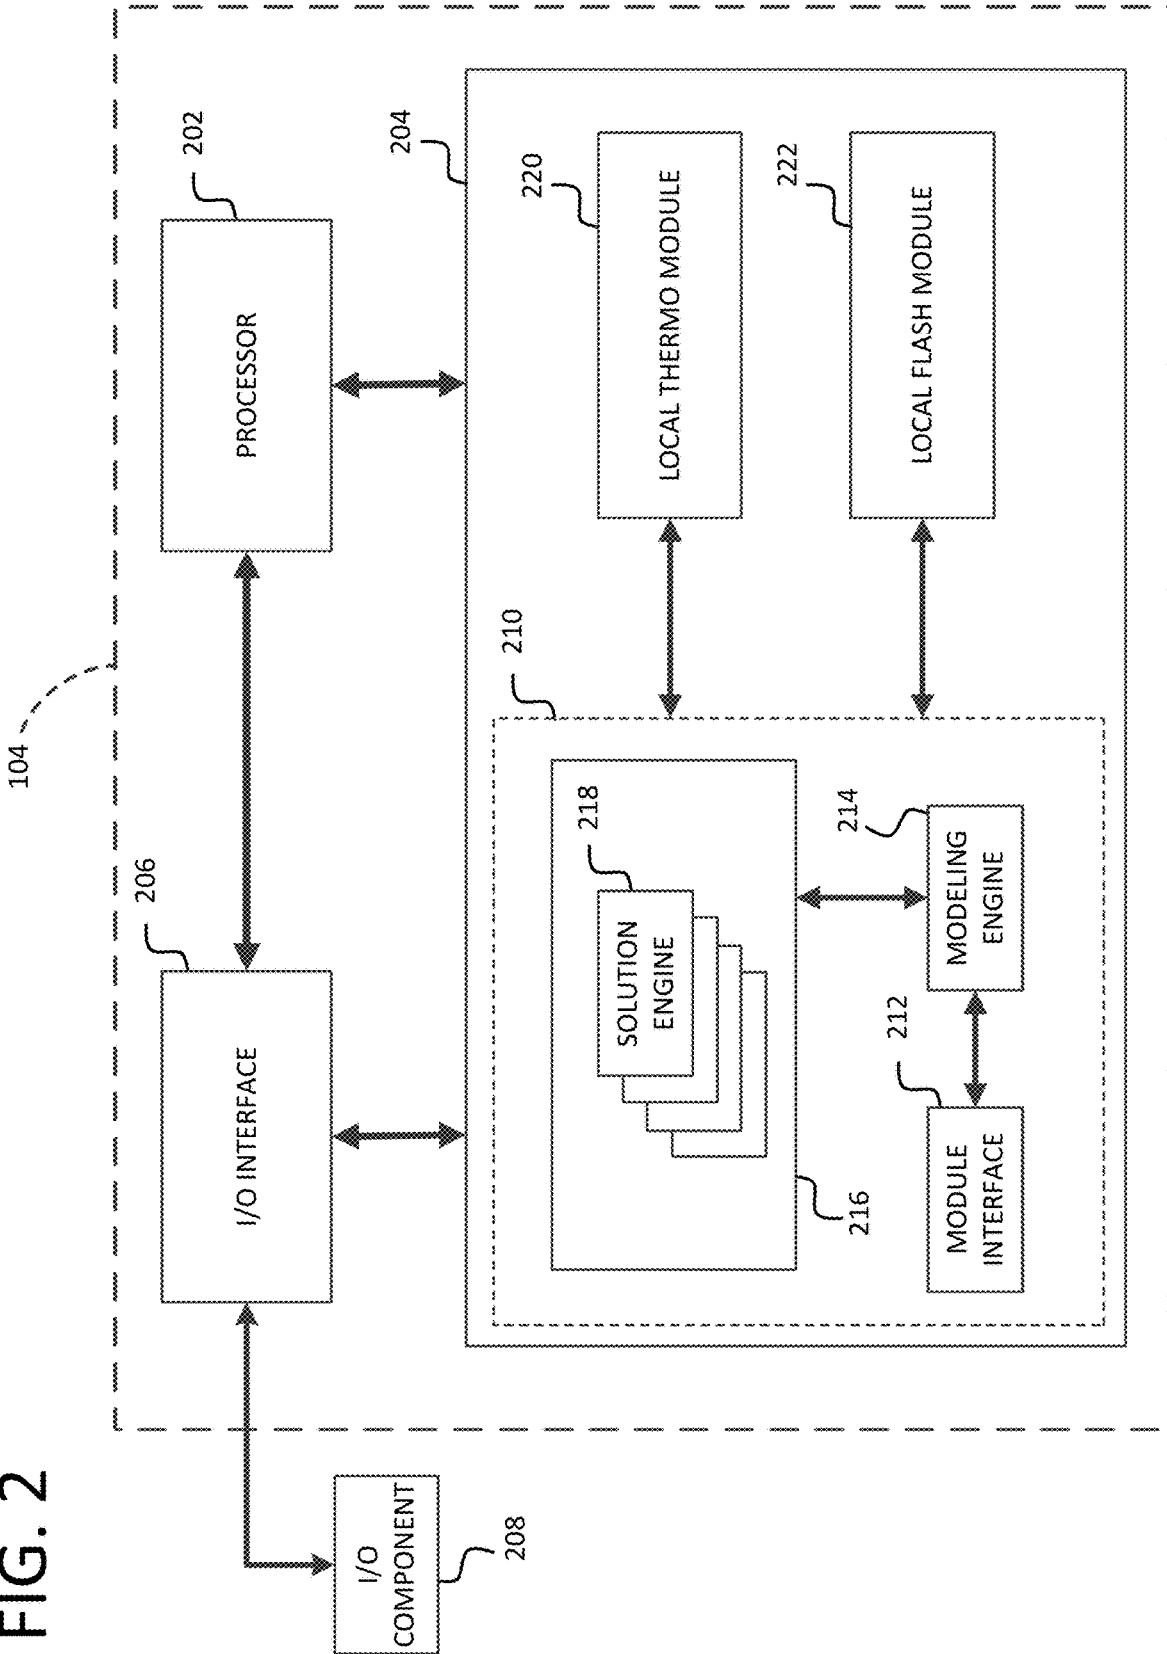 FIG. 2
104
206
202
I/O INTERFACE
PROCESSOR
I/O
COMPONENT
208
204
210
220
218
SOLUTION
ENGINE
LOCAL THERMO MODULE
216
214
222
212
MODULE
INTERFACE
MODELING
ENGINE
LOCAL FLASH MODULE